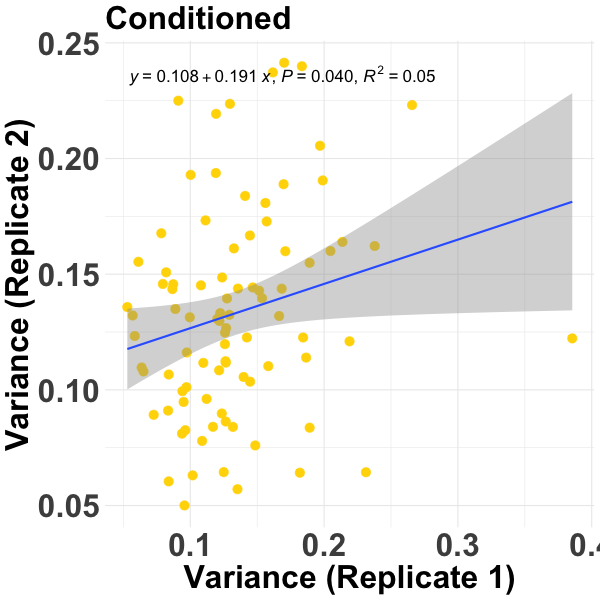 Conditioned
y = 0.108 + 0.191 x, P = 0.040, R² = 0.05
0.25
0.20
0.15
0.10
0.05
Variance (Replicate 2)
0.1 0.2 0.3 0.4
Variance (Replicate 1)